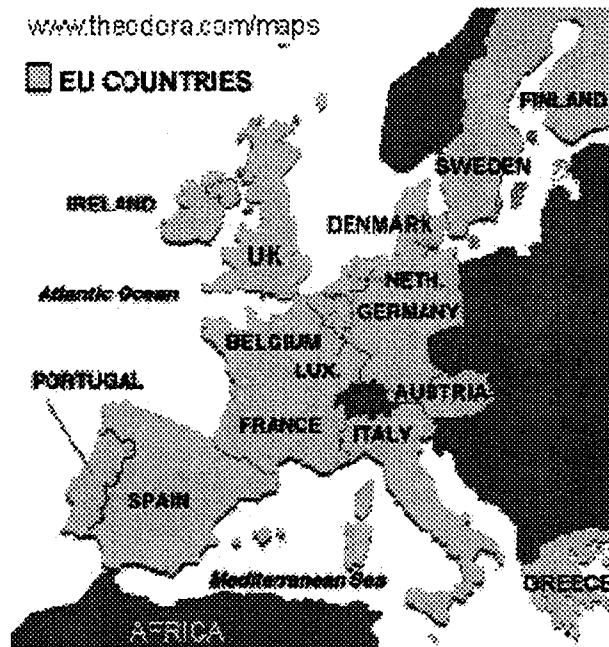 www.theodora.com/maps
EU COUNTRIES
FINLAND
SWEDEN
IRELAND
DENMARK
UK
NETH.
Atlantic Ocean
GERMANY
BELGIUM
LUX.
PORTUGAL
AUSTRIA
FRANCE
ITALY
SPAIN
Mediterranean Sea
GREECE
AFRICA